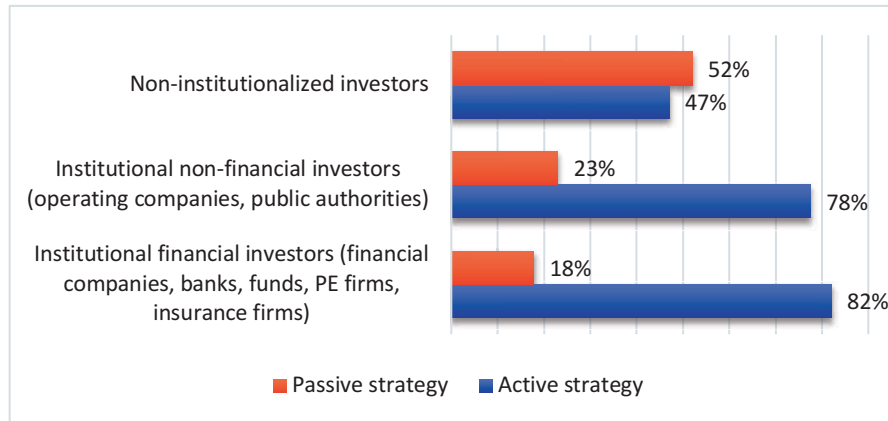 Non-institutionalized investors
52%
47%
Institutional non-financial investors
(operating companies, public authorities)
23%
78%
Institutional financial investors (financial
companies, banks, funds, PE firms,
insurance firms)
18%
82%
Passive strategy
Active strategy